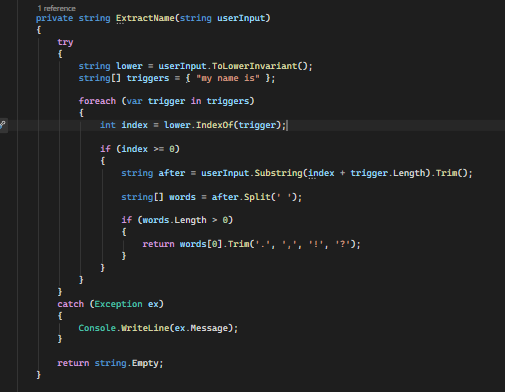 1 reference
private string ExtractName(string userInput)
{
try
{
string lower = userInput.ToLowerInvariant();
string[] triggers = { "my name is" };
foreach (var trigger in triggers)
{
int index = lower.IndexOf(trigger);
if (index >= 0)
{
string after = userInput.Substring(index + trigger.Length).Trim();
string[] words = after.Split(' ');
if (words.Length > 0)
{
return words[0].Trim('.', ',', '!', '?');
}
}
}
}
catch (Exception ex)
{
Console.WriteLine(ex.Message);
}
return string.Empty;
}